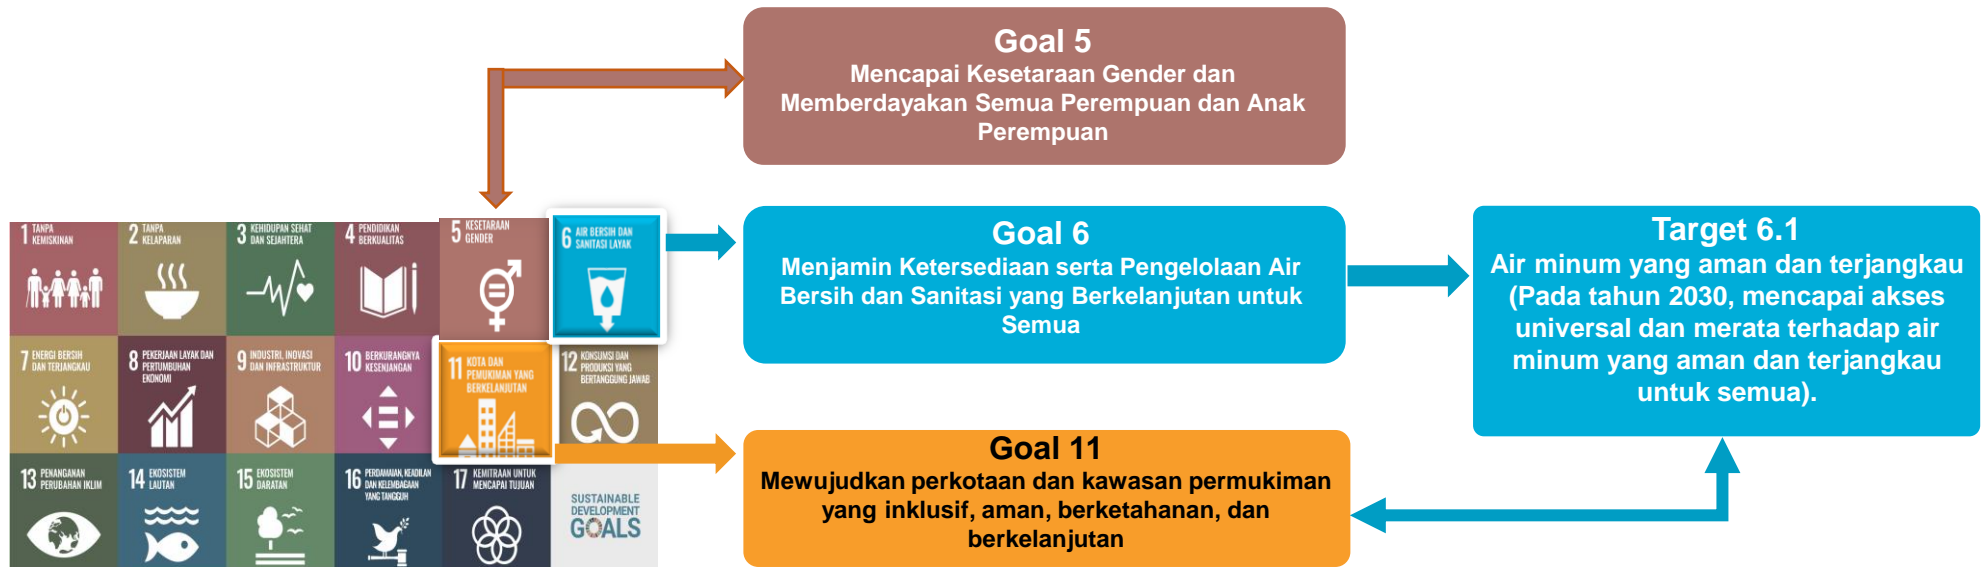 Goal 5
Mencapai Kesetaraan Gender dan
Memberdayakan Semua Perempuan dan Anak
Perempuan
1 TANPA
KEMISKINAN
2 TANPA
KELAPARAN
3 KEHIDUPAN SEHAT
DAN SEJAHTERA
4 PENDIDIKAN
BERKUALITAS
5 KESETARAAN
GENDER
6 AIR BERSIH DAN
SANITASI LAYAK
7 ENERGI BERSIH
DAN TERJANGKAU
8 PEKERJAAN LAYAK DAN
PERTUMBUHAN
EKONOMI
9 INDUSTRI, INOVASI
DAN INFRASTRUKTUR
10 BERKURANGNYA
KESENJANGAN
11 KOTA DAN
PEMUKIMAN YANG
BERKELANJUTAN
12 KONSUMSI DAN
PRODUKSI YANG
BERTANGGUNG JAWAB
13 PENANGANAN
PERUBAHAN IKLIM
14 EKOSISTEM
LAUTAN
15 EKOSISTEM
DARATAN
16 PERDAMAIAN, KEADILAN
DAN KELEMBAGAAN
YANG TANGGUH
17 KEMITRAAN UNTUK
MENCAPAI TUJUAN
SUSTAINABLE
DEVELOPMENT
GOALS
Goal 6
Menjamin Ketersediaan serta Pengelolaan Air
Bersih dan Sanitasi yang Berkelanjutan untuk
Semua
Target 6.1
Air minum yang aman dan terjangkau
(Pada tahun 2030, mencapai akses
universal dan merata terhadap air
minum yang aman dan terjangkau
untuk semua).
Goal 11
Mewujudkan perkotaan dan kawasan permukiman
yang inklusif, aman, berketahanan, dan
berkelanjutan